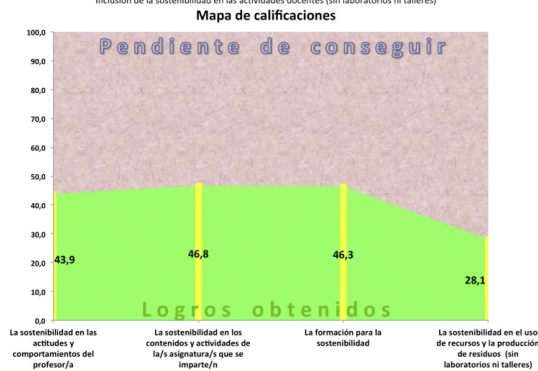 Inclusión de la sostenibilidad en las actividades docentes (sin laboratorios ni talleres)
Mapa de calificaciones
100,0
90,0
80,0
70,0
60,0
50,0
40,0
30,0
20,0
10,0
0,0
Pendiente de conseguir
43,9
46,8
46,3
28,1
Logros obtenidos
La sostenibilidad en las
actitudes y
comportamientos del
profesor/a
La sostenibilidad en los
contenidos y actividades de
la/s asignatura/s que se
imparte/n
La formación para la
sostenibilidad
La sostenibilidad en el uso
de recursos y la producción
de residuos (sin
laboratorios ni talleres)